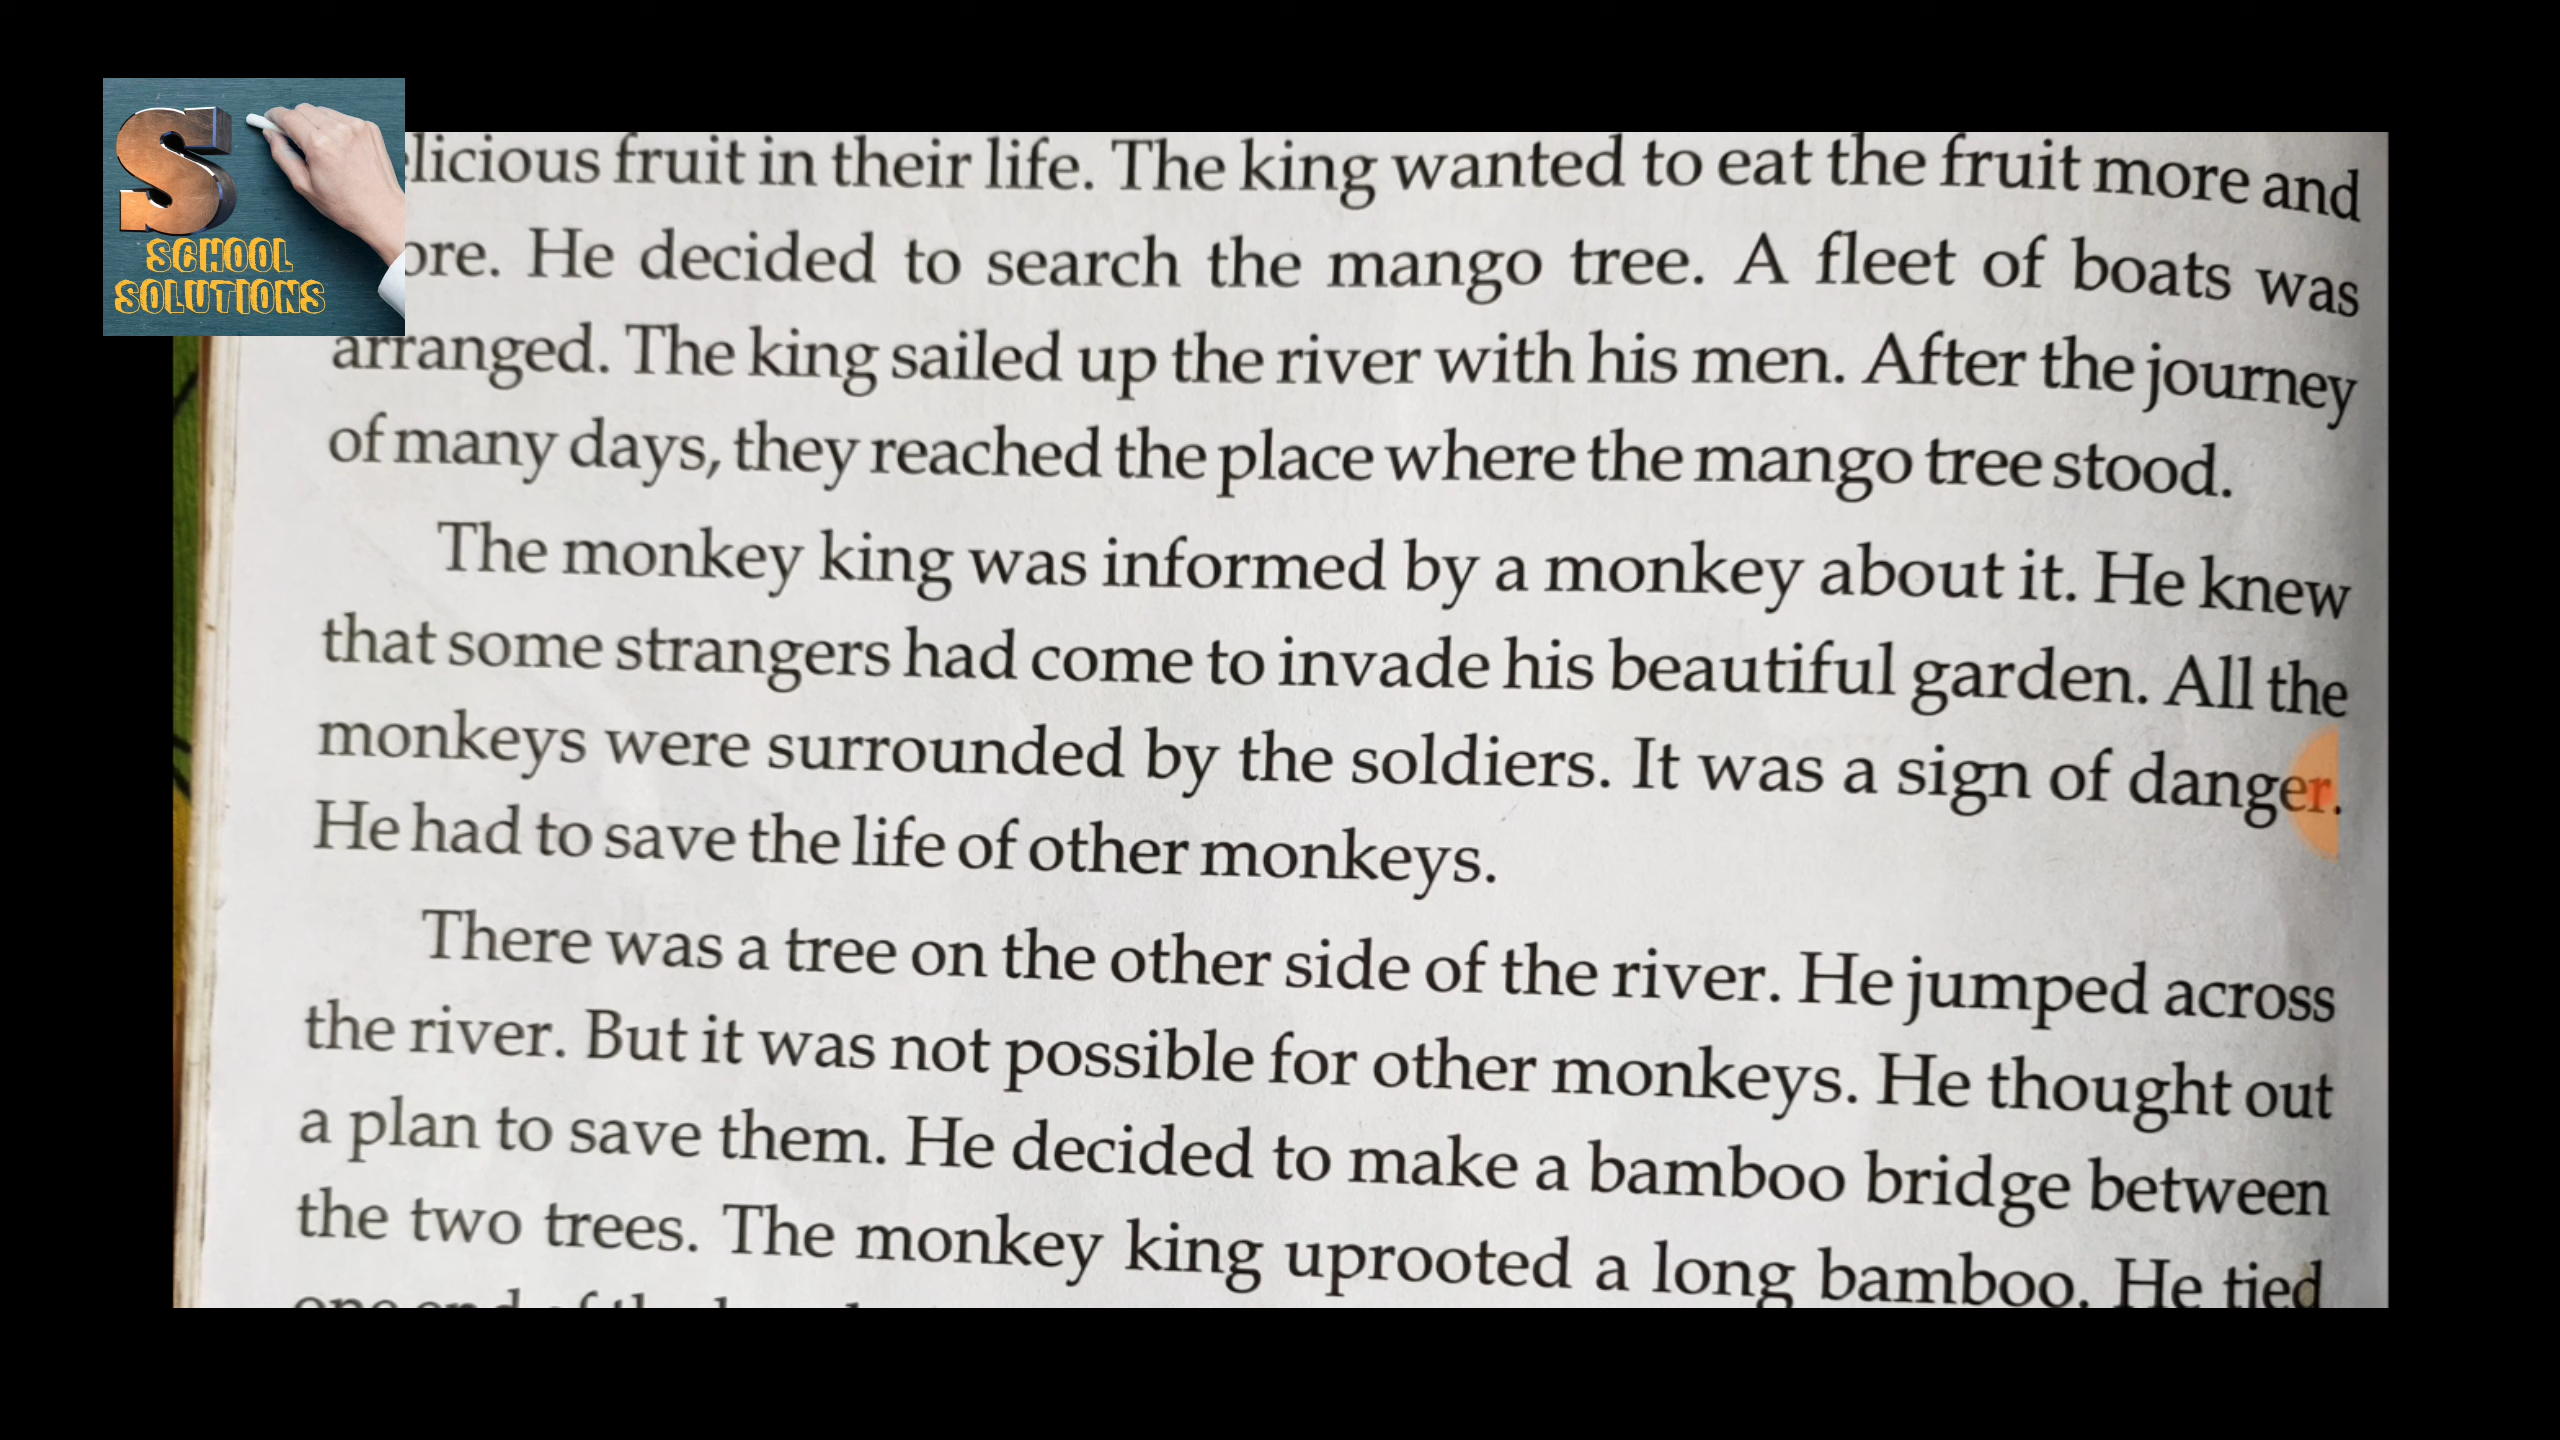 S
SCHOOL
SOLUTIONS
fruit in their life. The king wanted to eat the fruit more and
He decided to search the mango tree. A fleet of boats was
arranged. The king sailed up the river with his men. After the journey
of many days, they reached the place where the mango tree stood.
The monkey king was informed by a monkey about it. He knew
that some strangers had come to invade his beautiful garden. All the
monkeys were surrounded by the soldiers. It was a sign of danger.
He had to save the life of other monkeys.
There was a tree on the other side of the river. He jumped across
the river. But it was not possible for other monkeys. He thought out
a plan to save them. He decided to make a bamboo bridge between
the two trees. The monkey king uprooted a long bamboo. He tied